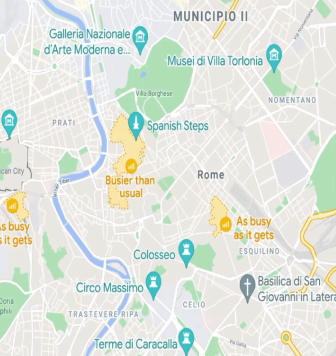 MUNICIPIO II
Galleria Nazionale
d'Arte Moderna e...
Musei di Villa Torlonia
Villa Borghese
NOMENTANO
PRATI
Spanish Steps
can City
Rome
Busier than
usual
As busy
as it gets
As busy
s it gets
ESQUILINO
Colosseo
Circo Massimo
Basilica di San
Giovanni in Latera
CELIO
Doria
TRASTEVERE RIPA
Terme di Caracalla